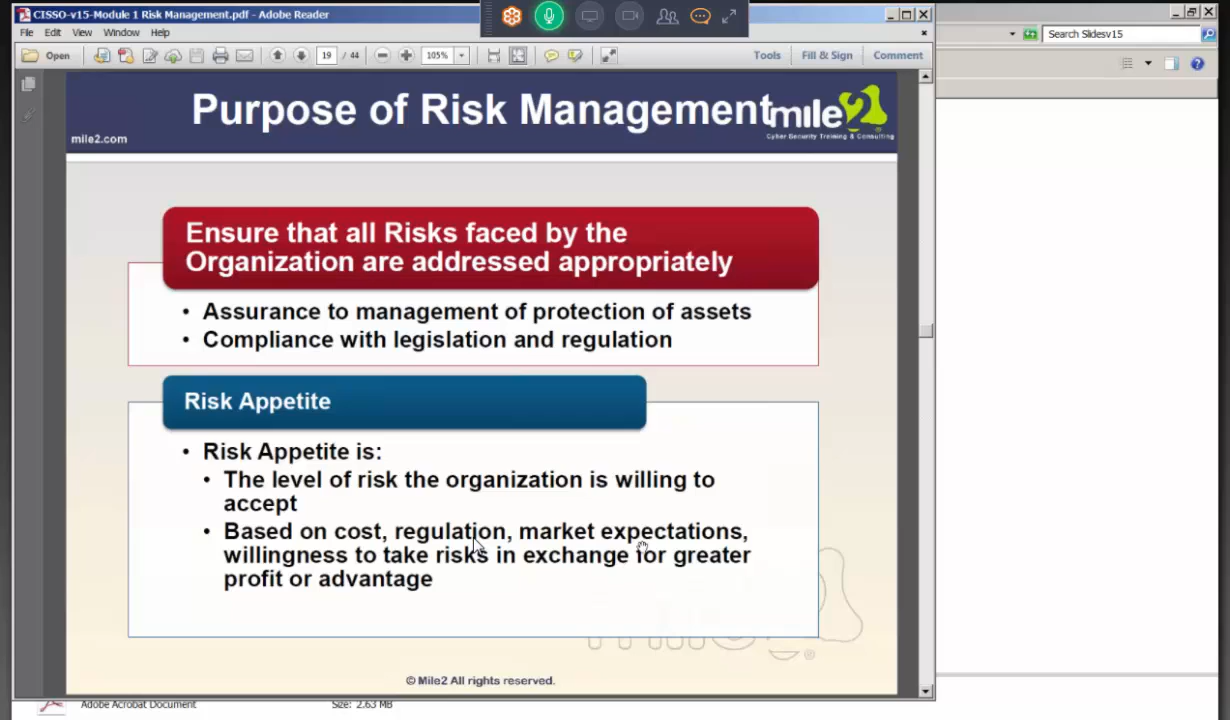 CISSO-v15-Module 1 Risk Management.pdf - Adobe Reader
File Edit View Window Help
Open 19 / 44 105% Tools Fill & Sign Comment
Search Slidesv15
Purpose of Risk Management
mile2
Cyber Security Training & Consulting
mile2.com
Ensure that all Risks faced by the
Organization are addressed appropriately
• Assurance to management of protection of assets
• Compliance with legislation and regulation
Risk Appetite
• Risk Appetite is:
• The level of risk the organization is willing to
accept
• Based on cost, regulation, market expectations,
willingness to take risks in exchange for greater
profit or advantage
© Mile2 All rights reserved.
Adobe Acrobat Document Size: 2.63 MB